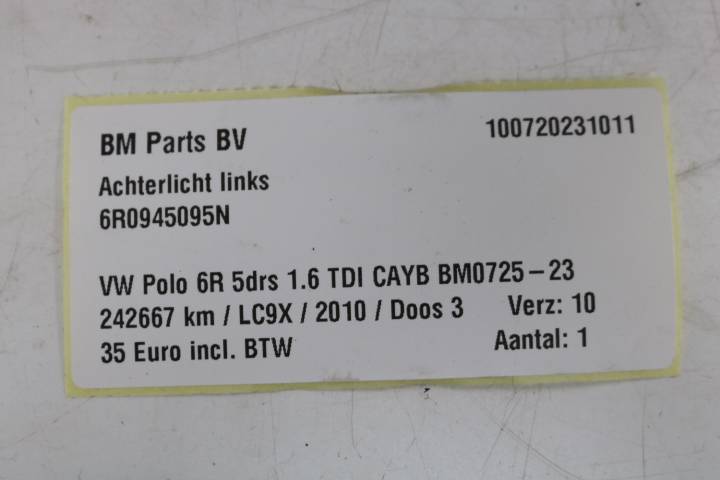 BM Parts BV 100720231011
Achterlicht links
6R0945095N
VW Polo 6R 5drs 1.6 TDI CAYB BM0725-23
242667 km / LC9X / 2010 / Doos 3 Verz: 10
35 Euro incl. BTW Aantal: 1